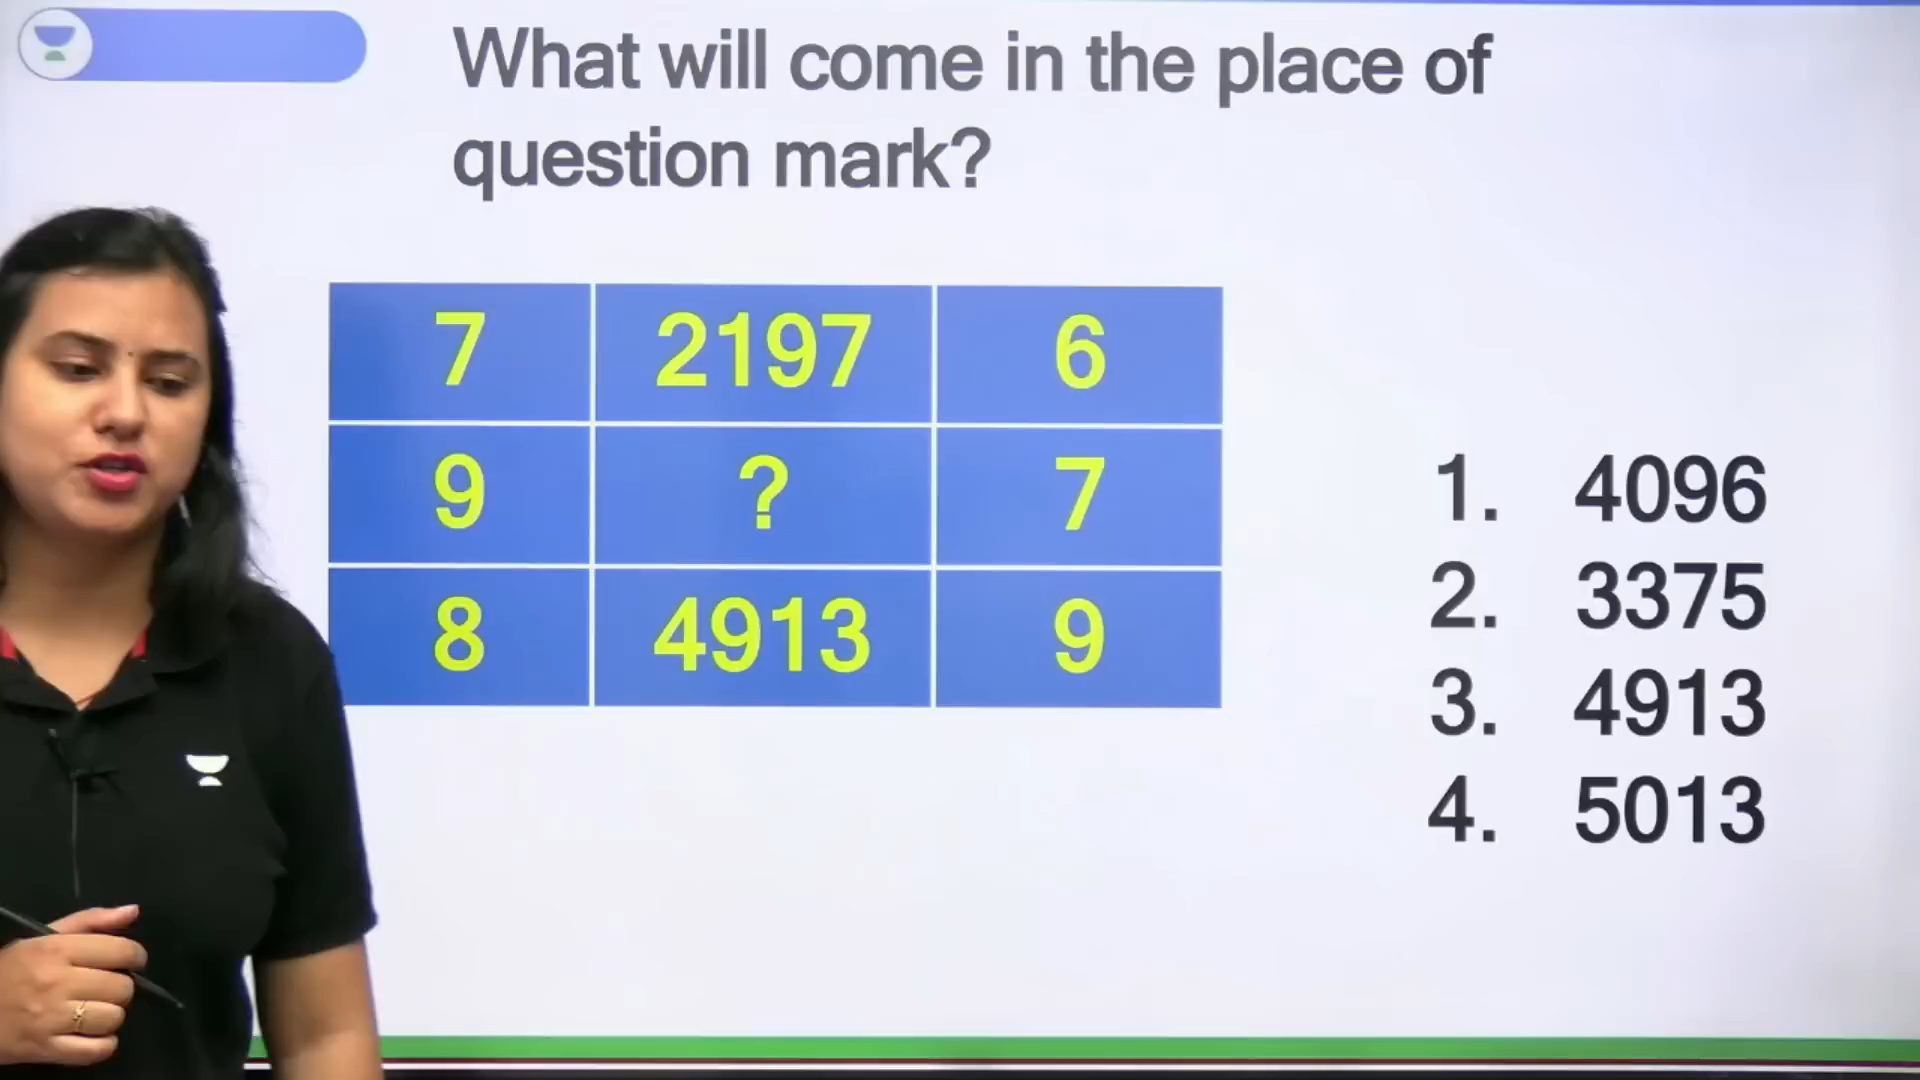 What will come in the place of
question mark?
7 2197 6
9 ? 7
8 4913 9
1. 4096
2. 3375
3. 4913
4. 5013